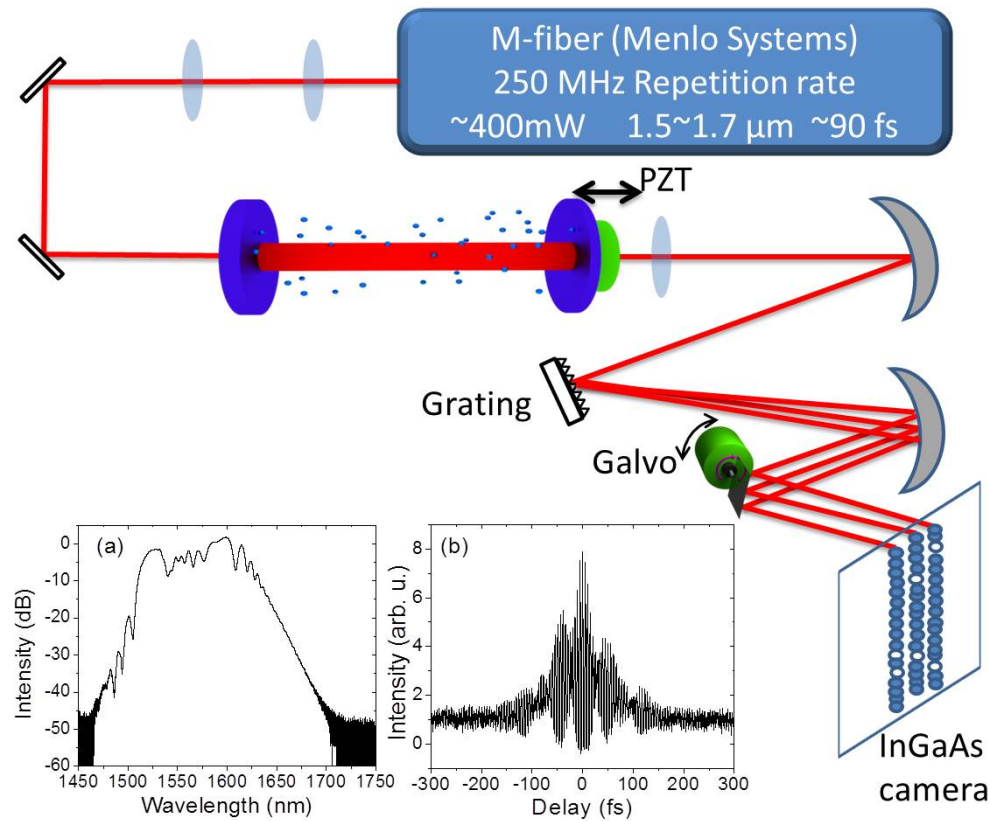 M-fiber (Menlo Systems)
250 MHz Repetition rate
~400mW 1.5~1.7 μm ~90 fs
PZT
Grating
Galvo
InGaAs
camera
(a)
Intensity (dB)
0
-10
-20
-30
-40
-50
-60
1450 1500 1550 1600 1650 1700 1750
Wavelength (nm)
(b)
Intensity (arb. u.)
8
6
4
2
0
-300 -200 -100 0 100 200 300
Delay (fs)